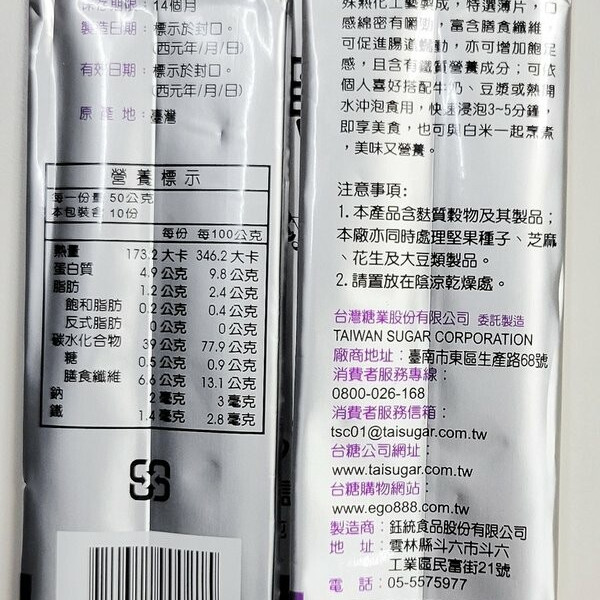 保存期限：14個月
製造日期：標示於封口。
(西元年/月/日)
有效日期：標示於封口。
(西元年/月/日)
原產地：臺灣
營養標示
每一份量 50公克
本包裝含 10份
每份 每100公克
熱量 173.2大卡 346.2大卡
蛋白質 4.9公克 9.8公克
脂肪 1.2公克 2.4公克
飽和脂肪 0.2公克 0.4公克
反式脂肪 0公克 0公克
碳水化合物 39公克 77.9公克
糖 0.5公克 0.9公克
膳食纖維 6.6公克 13.1公克
鈉 2毫克 3毫克
鐵 1.4毫克 2.8毫克
殊熱化工藝製成，特選薄片，口
感綿密有嚼勁，富含膳食纖維，
可促進腸道蠕動，亦可增加飽足
感，且含有鐵質營養成分；可依
個人喜好搭配牛奶、豆漿或熱開
水沖泡食用，快速浸泡3~5分鐘，
即享美食，也可與白米一起烹煮
，美味又營養。
注意事項：
1.本產品含麩質穀物及其製品；
本廠亦同時處理堅果種子、芝麻
、花生及大豆類製品。
2.請置放在陰涼乾燥處。
台灣糖業股份有限公司 委託製造
TAIWAN SUGAR CORPORATION
廠商地址：臺南市東區生產路68號
消費者服務專線：
0800-026-168
消費者服務信箱：
tsc01@taisugar.com.tw
台糖公司網址：
www.taisugar.com.tw
台糖購物網站：
www.ego888.com.tw
製造商：鈺統食品股份有限公司
地 址：雲林縣斗六市斗六
工業區民富街21號
電 話：05-5575977